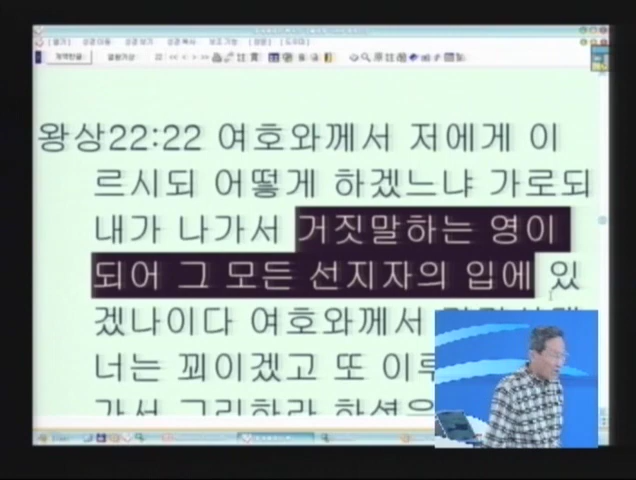 왕상22:22 여호와께서 저에게 이
르시되 어떻게 하겠느냐 가로되
내가 나가서 거짓말하는 영이
되어 그 모든 선지자의 입에 있
겠나이다 여호와께서
너는 꾀이겠고 또 이루
가서 그리하라 하셨은